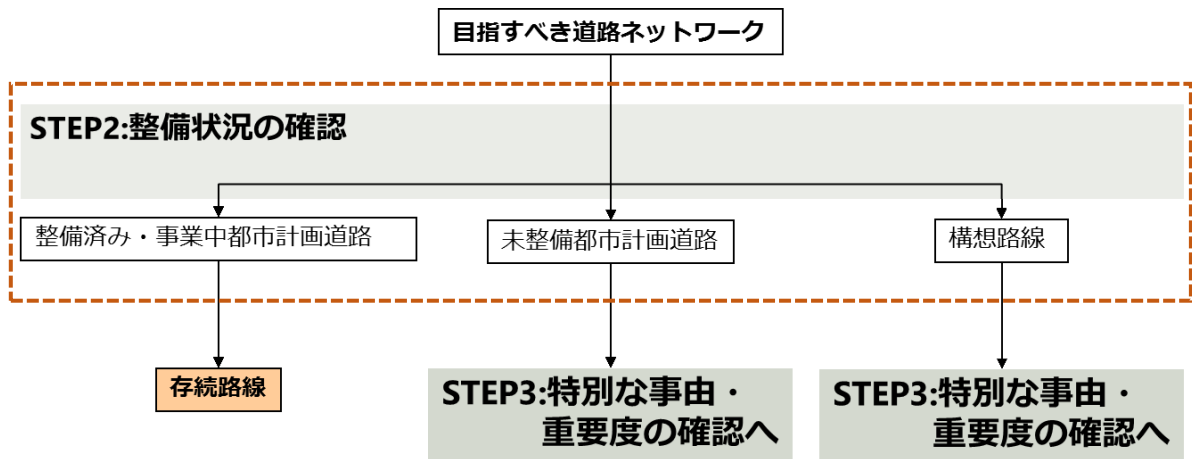 目指すべき道路ネットワーク
STEP2:整備状況の確認
整備済み・事業中都市計画道路
未整備都市計画道路
構想路線
存続路線
STEP3:特別な事由・
重要度の確認へ
STEP3:特別な事由・
重要度の確認へ